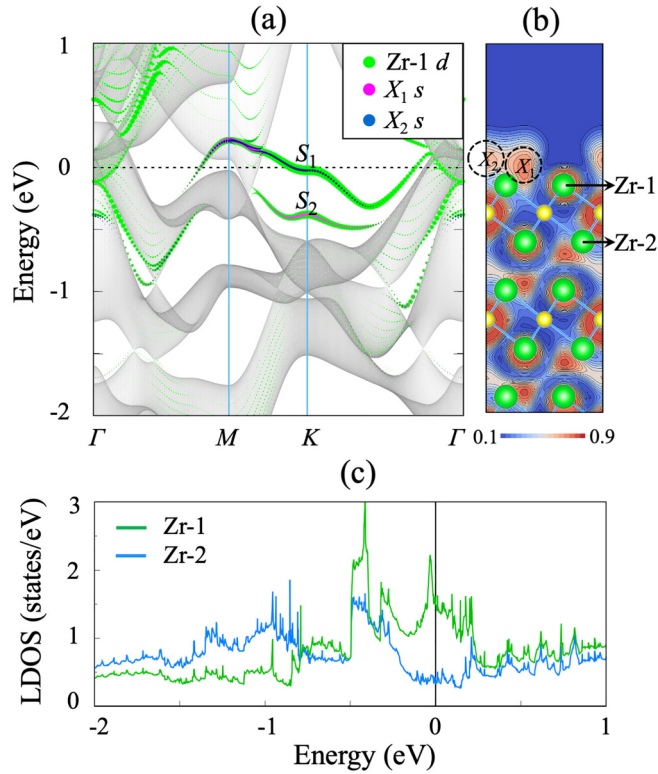 (a)
(b)
1
0
-1
-2
Energy (eV)
Zr-1 d
X₁ s
X₂ s
S₁
S₂
Γ
M
K
Γ
X₂
X₁
Zr-1
Zr-2
0.1
0.9
(c)
3
2
1
0
LDOS (states/eV)
Zr-1
Zr-2
-2
-1
0
1
Energy (eV)